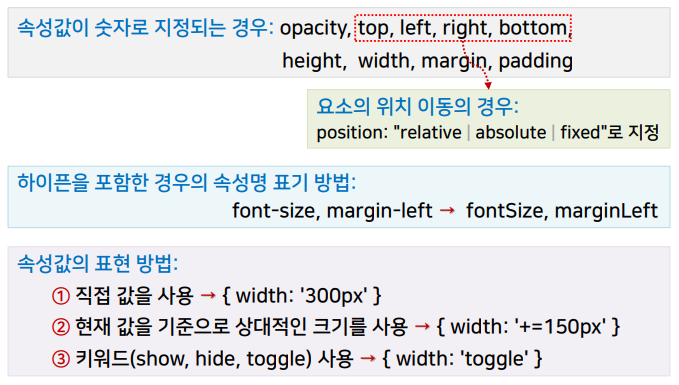 속성값이 숫자로 지정되는 경우: opacity, top, left, right, bottom,
height, width, margin, padding
요소의 위치 이동의 경우:
position: "relative | absolute | fixed"로 지정
하이픈을 포함한 경우의 속성명 표기 방법:
font-size, margin-left → fontSize, marginLeft
속성값의 표현 방법:
① 직접 값을 사용 → { width: '300px' }
② 현재 값을 기준으로 상대적인 크기를 사용 → { width: '+=150px' }
③ 키워드(show, hide, toggle) 사용 → { width: 'toggle' }